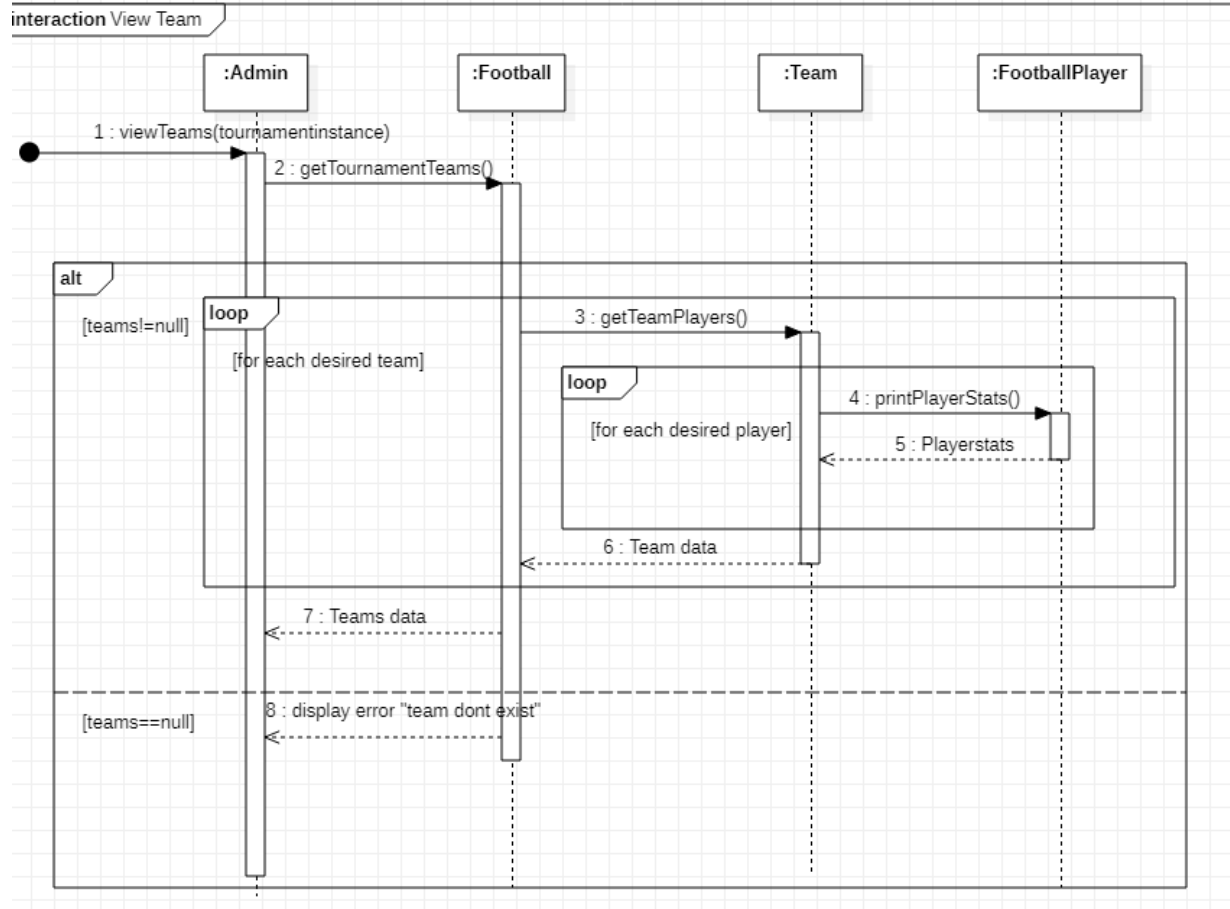 interaction View Team
:Admin
:Football
:Team
:FootballPlayer
1 : viewTeams(tournamentinstance)
2 : getTournamentTeams()
alt
[teams!=null]
loop
[for each desired team]
3 : getTeamPlayers()
loop
[for each desired player]
4 : printPlayerStats()
5 : Playerstats
6 : Team data
7 : Teams data
[teams==null]
8 : display error "team dont exist"